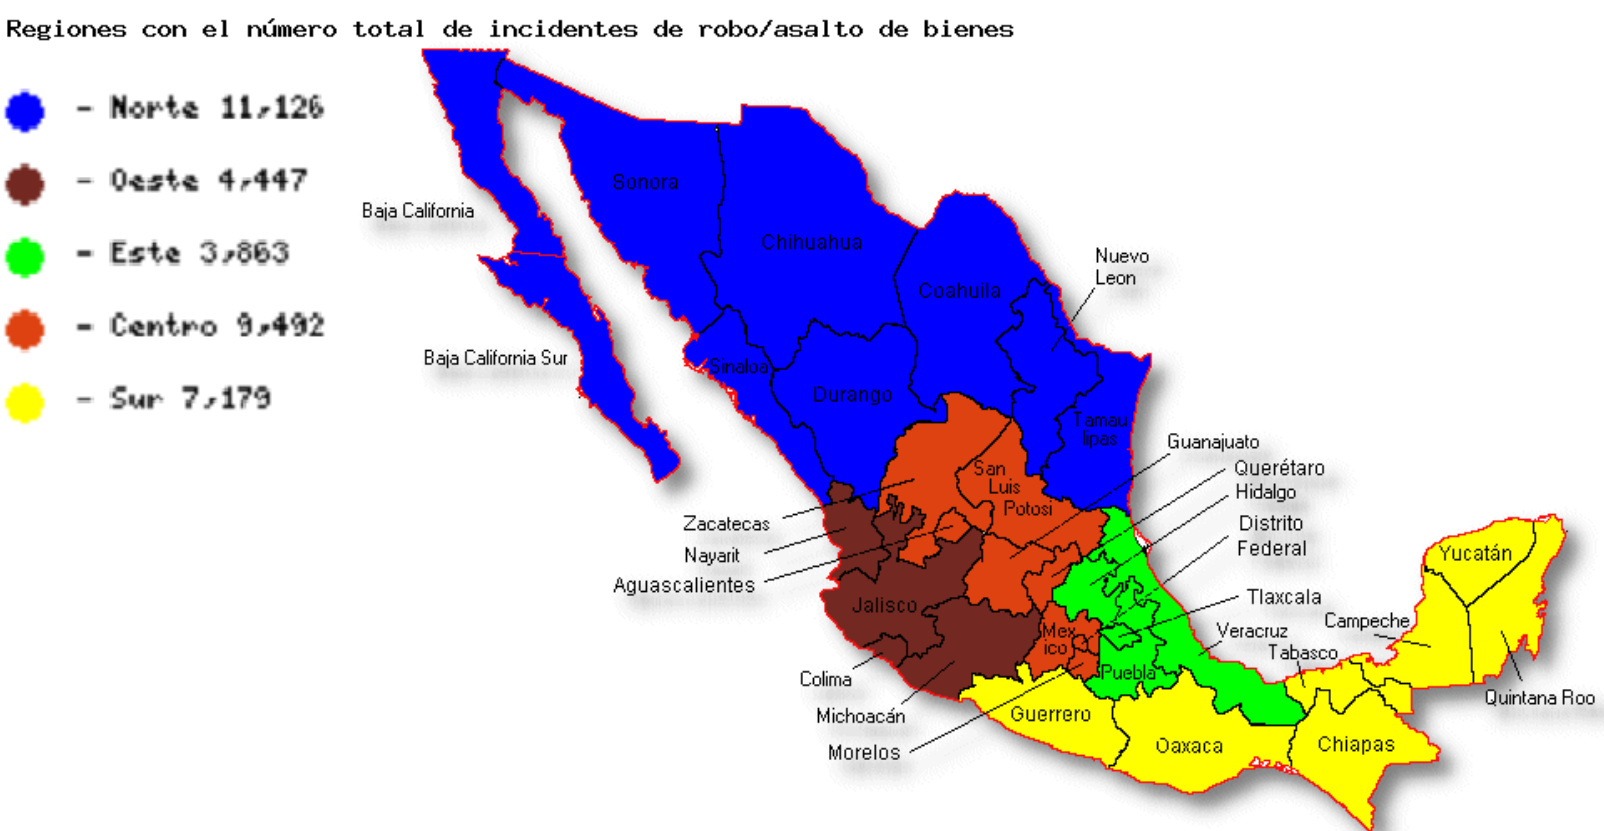 Regiones con el número total de incidentes de robo/asalto de bienes
- Norte 11,126
- Oeste 4,447
- Este 3,863
- Centro 9,492
- Sur 7,179
Sonora
Baja California
Chihuahua
Nuevo
Leon
Coahuila
Baja California Sur
Sinaloa
Durango
Tamau
lipas
Guanajuato
San
Luis
Potosi
Querétaro
Hidalgo
Zacatecas
Distrito
Federal
Nayarit
Yucatán
Aguascalientes
Tlaxcala
Jalisco
Campeche
Mex
ico
Veracruz
Tabasco
Colima
Puebla
Quintana Roo
Michoacán
Guerrero
Oaxaca
Chiapas
Morelos